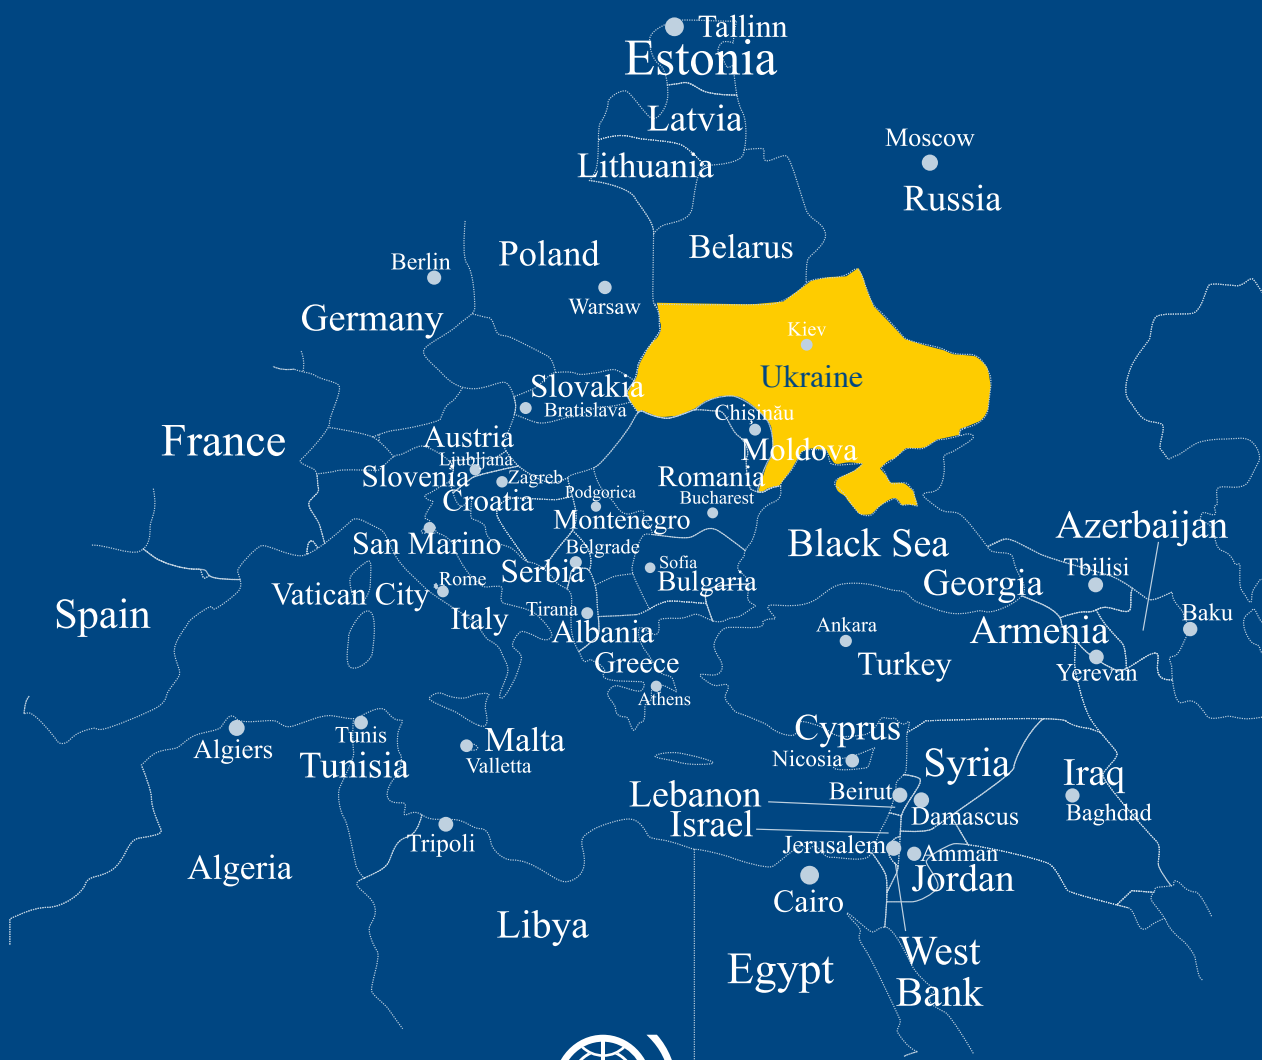 Tallinn
Estonia
Latvia
Moscow
Lithuania
Russia
Belarus
Poland
Berlin
Warsaw
Germany
Kiev
Ukraine
Slovakia
Bratislava
Chișinău
France
Austria
Moldova
Ljubljana
Slovenia
Zagreb
Romania
Croatia
Podgorica
Bucharest
Montenegro
Azerbaijan
San Marino
Belgrade
Black Sea
Serbia
Sofia
Tbilisi
Bulgaria
Georgia
Rome
Vatican City
Spain
Italy
Tirana
Baku
Albania
Ankara
Armenia
Greece
Turkey
Yerevan
Athens
Cyprus
Tunis
Algiers
Malta
Nicosia
Tunisia
Valletta
Syria
Iraq
Lebanon
Beirut
Israel
Damascus
Baghdad
Tripoli
Jerusalem
Amman
Algeria
Jordan
Cairo
Libya
West
Bank
Egypt